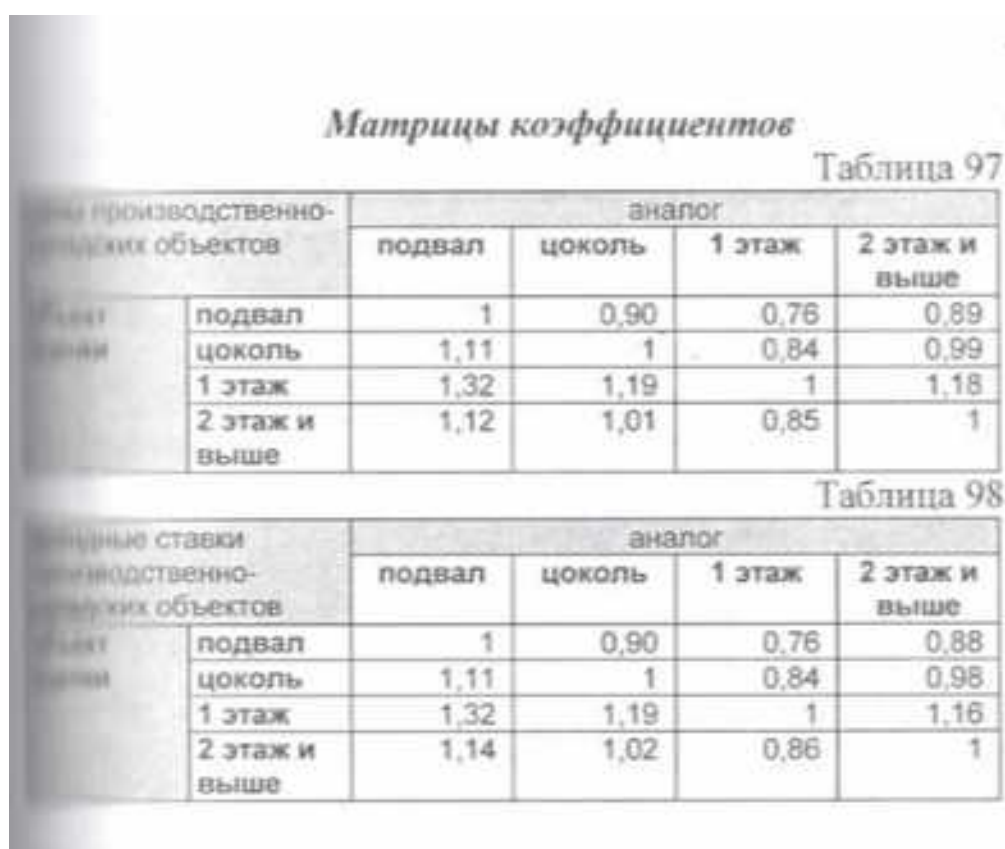 Матрицы коэффициентов
Таблица 97
производственно- аналог
объектов подвал цоколь 1 этаж 2 этаж и
выше
подвал 1 0,90 0,76 0,89
цоколь 1,11 1 0,84 0,99
1 этаж 1,32 1,19 1 1,18
2 этаж и 1,12 1,01 0,85 1
выше
Таблица 98
ставки аналог
объектов подвал цоколь 1 этаж 2 этаж и
выше
подвал 1 0,90 0,76 0,88
цоколь 1,11 1 0,84 0,98
1 этаж 1,32 1,19 1 1,16
2 этаж и 1,14 1,02 0,86 1
выше